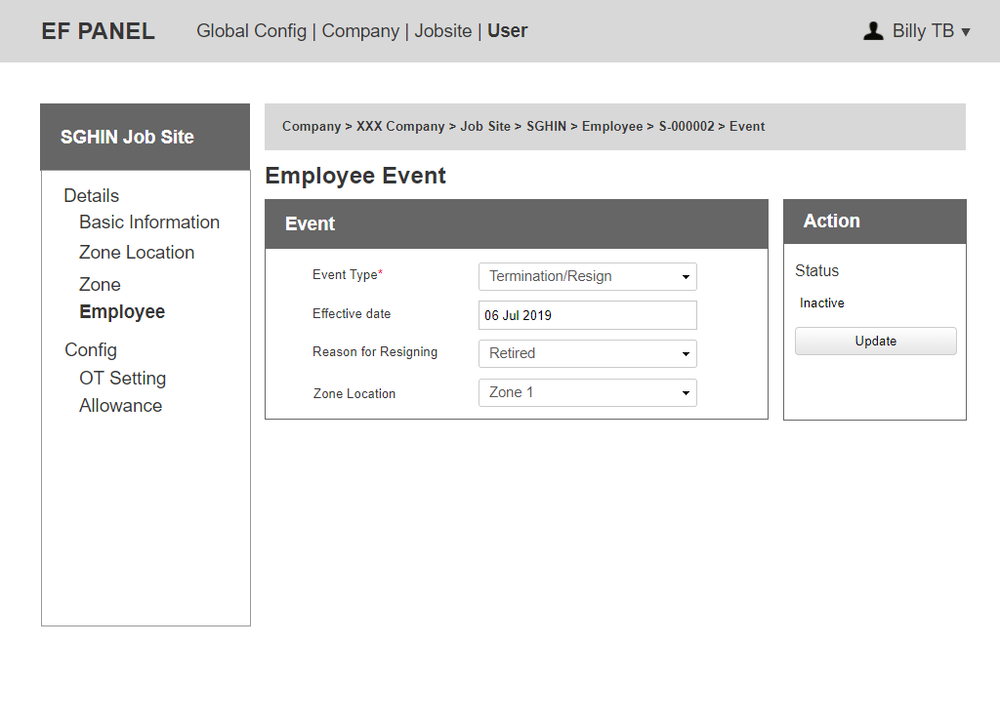 EF PANEL
Global Config | Company | Jobsite | User
Billy TB ▼
SGHIN Job Site
Details
Basic Information
Zone Location
Zone
Employee
Config
OT Setting
Allowance
Company > XXX Company > Job Site > SGHIN > Employee > S-000002 > Event
Employee Event
Event
Event Type*
Termination/Resign
Effective date
06 Jul 2019
Reason for Resigning
Retired
Zone Location
Zone 1
Action
Status
Inactive
Update